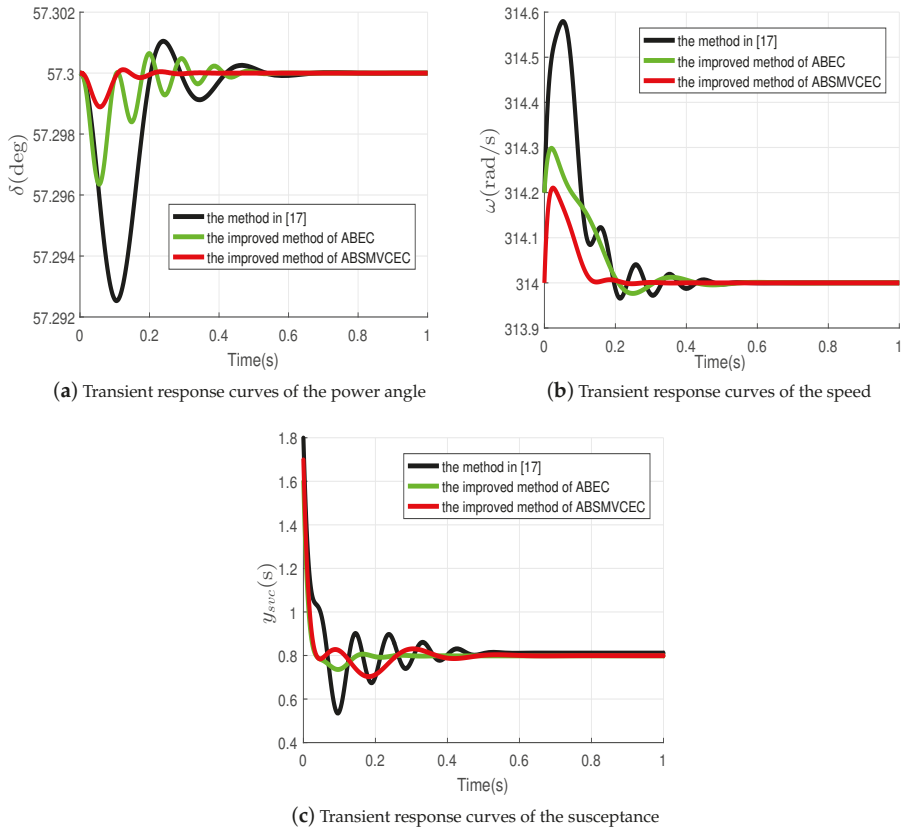 57.302
57.3
57.298
57.296
57.294
57.292
δ(deg)
the method in [17]
the improved method of ABEC
the improved method of ABSMVCEC
0 0.2 0.4 0.6 0.8 1
Time(s)
(a) Transient response curves of the power angle
314.6
314.5
314.4
314.3
314.2
314.1
314
313.9
ω(rad/s)
the method in [17]
the improved method of ABEC
the improved method of ABSMVCEC
0 0.2 0.4 0.6 0.8 1
Time(s)
(b) Transient response curves of the speed
1.8
1.6
1.4
1.2
1
0.8
0.6
0.4
y_{svc}(s)
the method in [17]
the improved method of ABEC
the improved method of ABSMVCEC
0 0.2 0.4 0.6 0.8 1
Time(s)
(c) Transient response curves of the susceptance